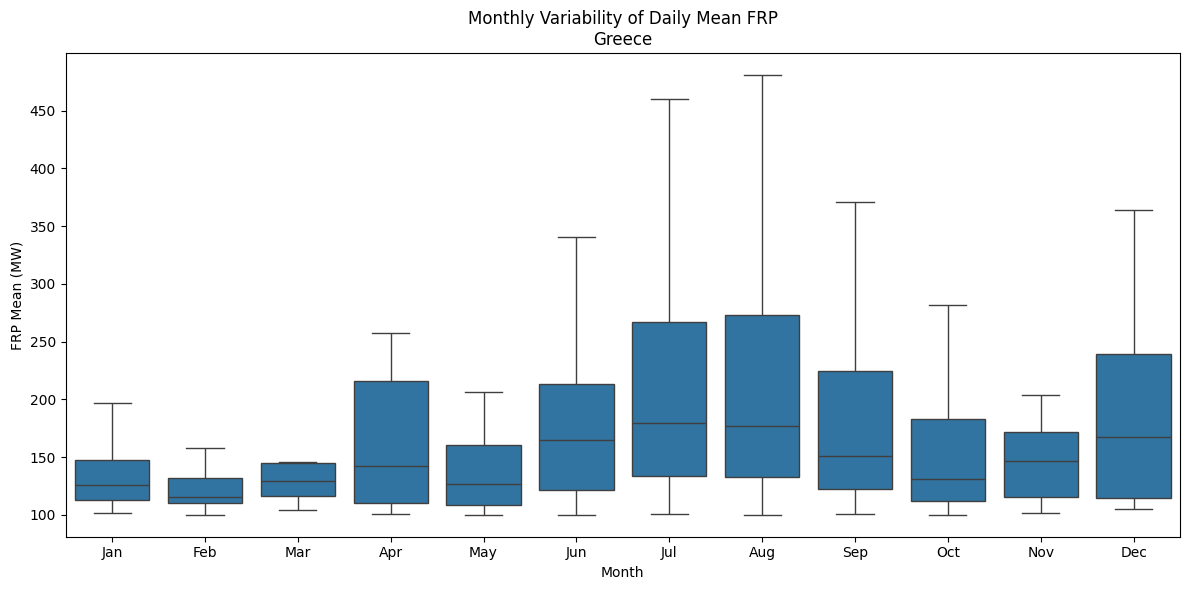 Monthly Variability of Daily Mean FRP
Greece
FRP Mean (MW)
450
400
350
300
250
200
150
100
Jan Feb Mar Apr May Jun Jul Aug Sep Oct Nov Dec
Month